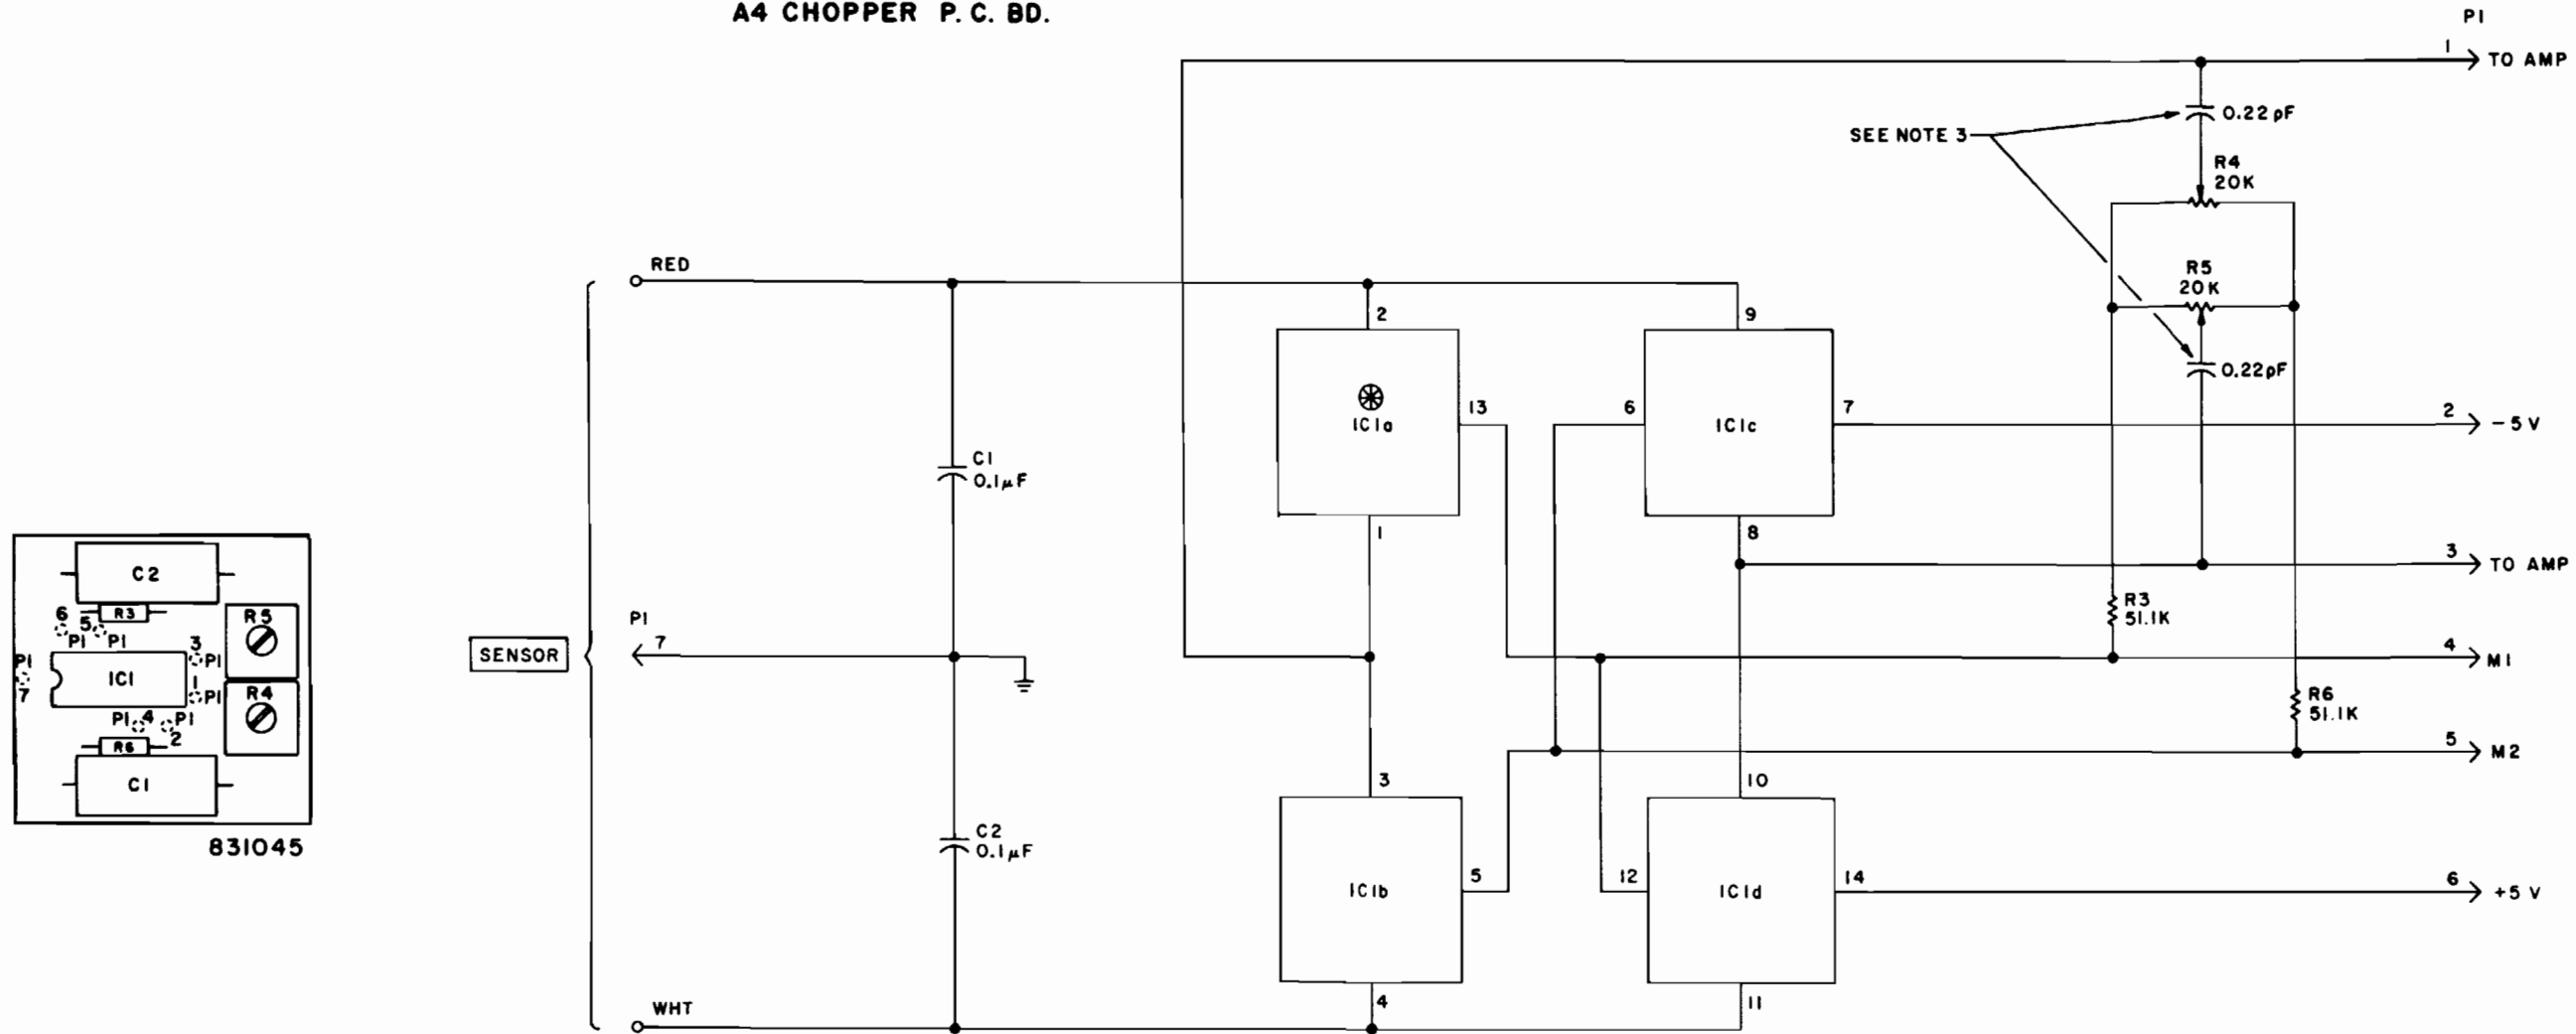 A4 CHOPPER P. C. BD.
P1
1
TO AMP
0.22 pF
SEE NOTE 3
R4
20K
RED
R5
20K
2
9
0.22pF
13
6
7
2
-5 V
IC1a
IC1c
C1
0.1µF
1
8
3
TO AMP
C2
R3
6
5
P1
P1
R5
3
P1
P1
7
IC1
1
P1
R4
P1
4
P1
2
R6
C1
831045
SENSOR
P1
7
R3
51.1K
4
M1
R6
51.1K
5
M2
3
10
C2
0.1µF
5
12
14
6
+5 V
IC1b
IC1d
WHT
4
11